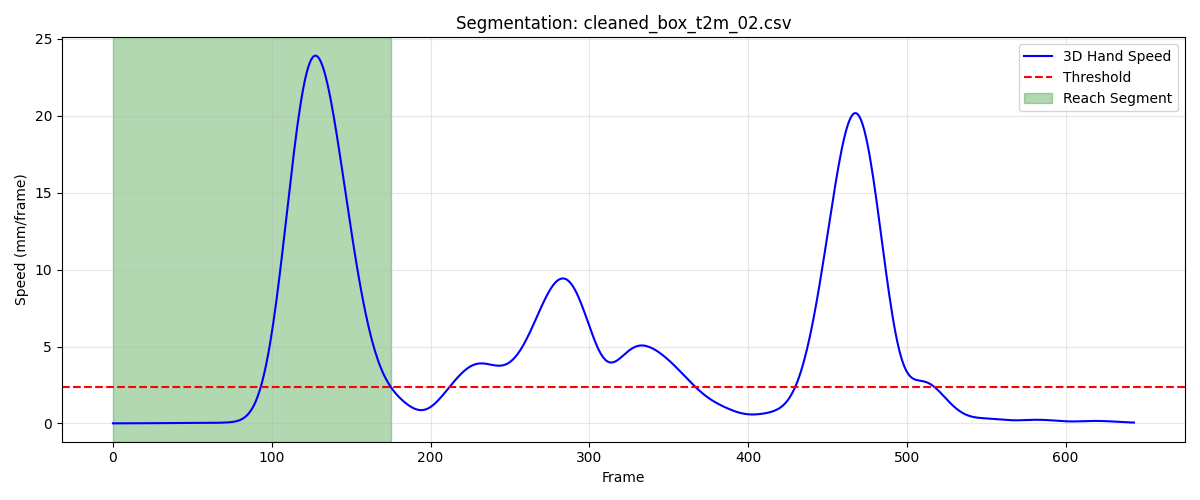 Segmentation: cleaned_box_t2m_02.csv
25
20
15
10
5
0
Speed (mm/frame)
3D Hand Speed
Threshold
Reach Segment
0 100 200 300 400 500 600
Frame